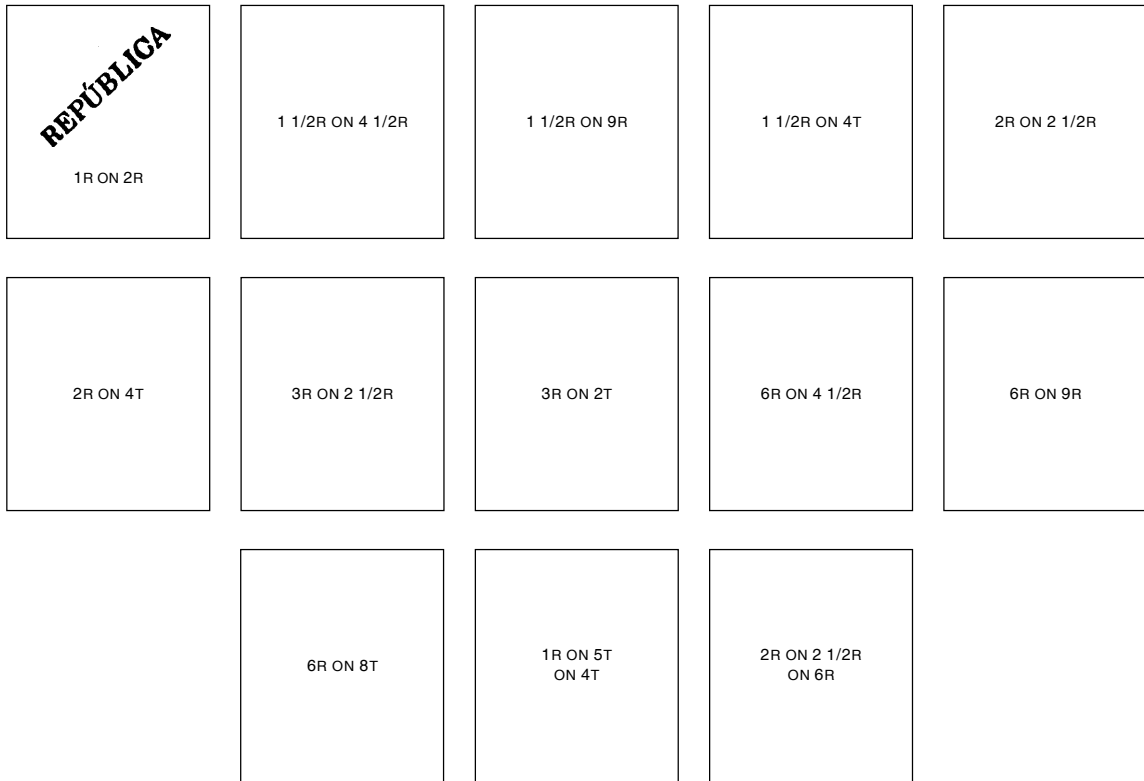 REPÚBLICA
1R ON 2R
1 1/2R ON 4 1/2R
1 1/2R ON 9R
1 1/2R ON 4T
2R ON 2 1/2R
2R ON 4T
3R ON 2 1/2R
3R ON 2T
6R ON 4 1/2R
6R ON 9R
6R ON 8T
1R ON 5T
ON 4T
2R ON 2 1/2R
ON 6R